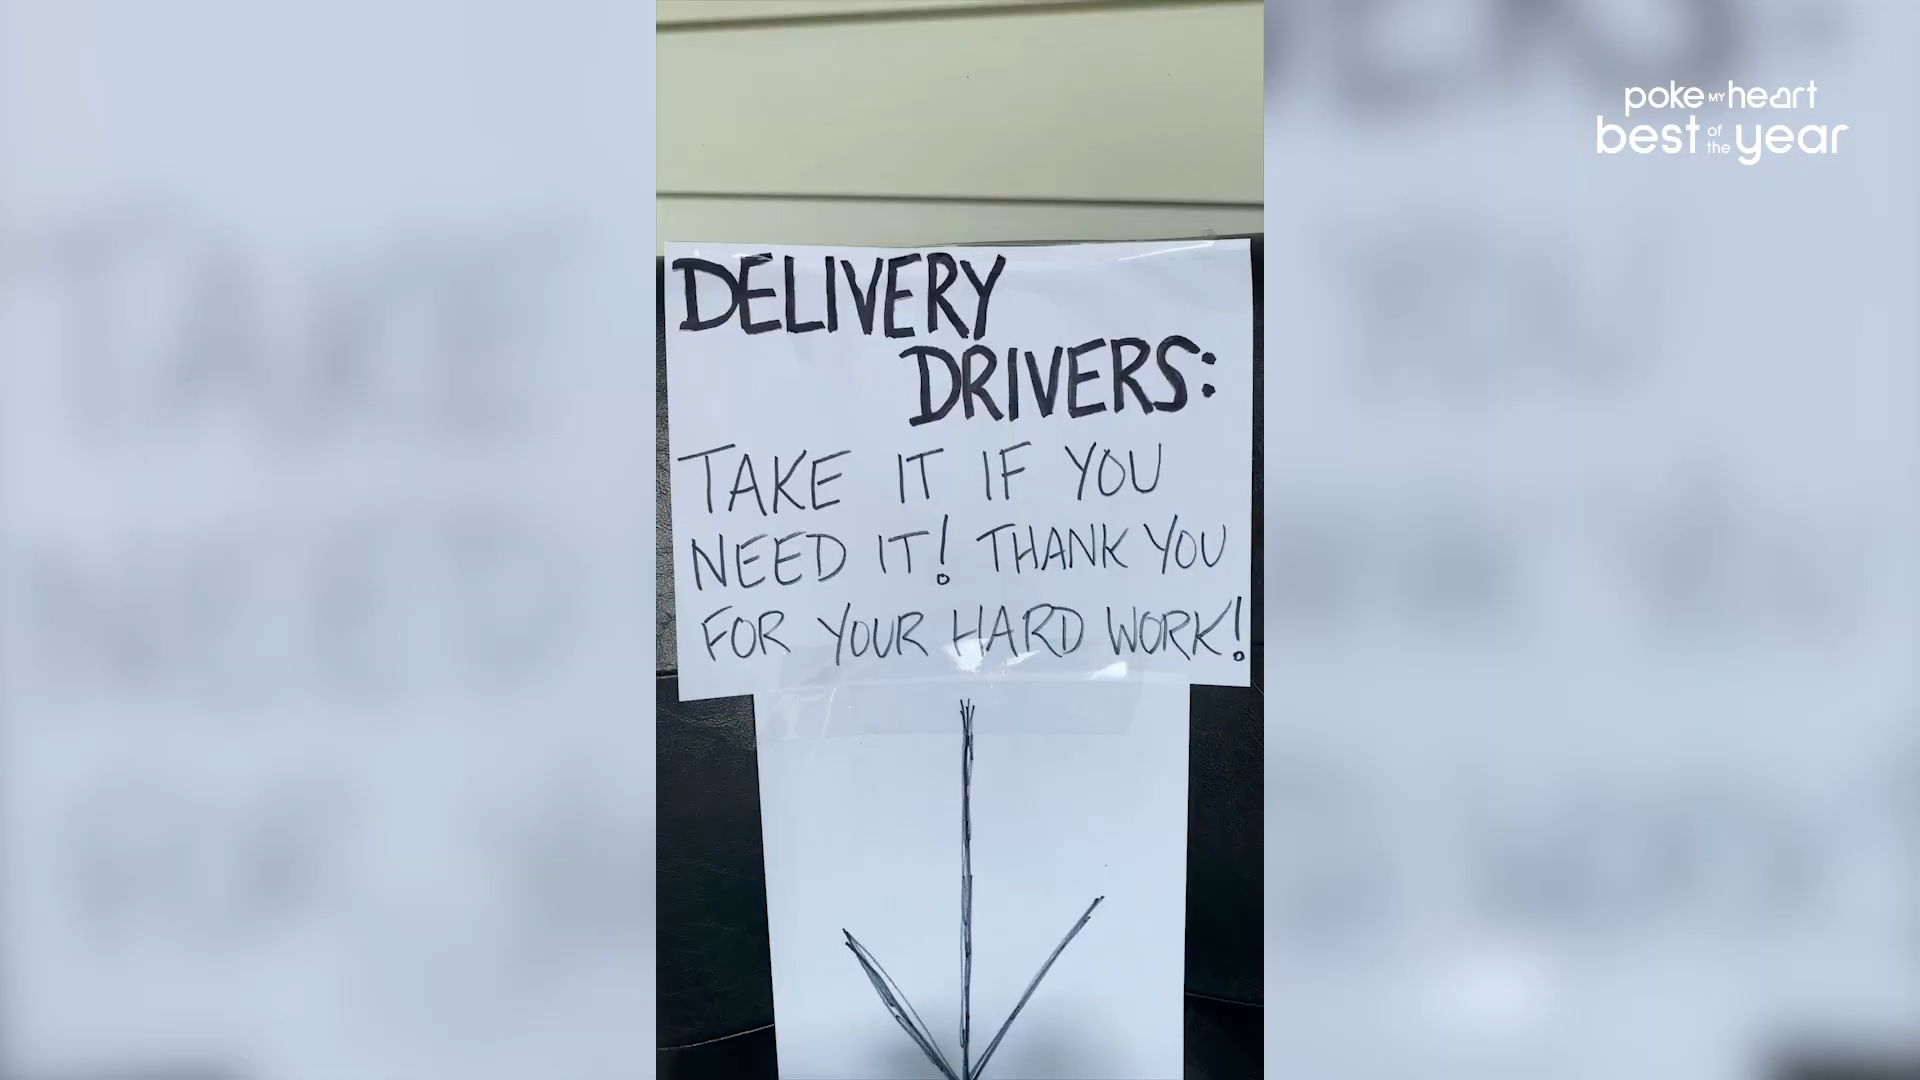 poke MY heart
best of the year
DELIVERY
DRIVERS:
TAKE IT IF YOU
NEED IT! THANK YOU
FOR YOUR HARD WORK!